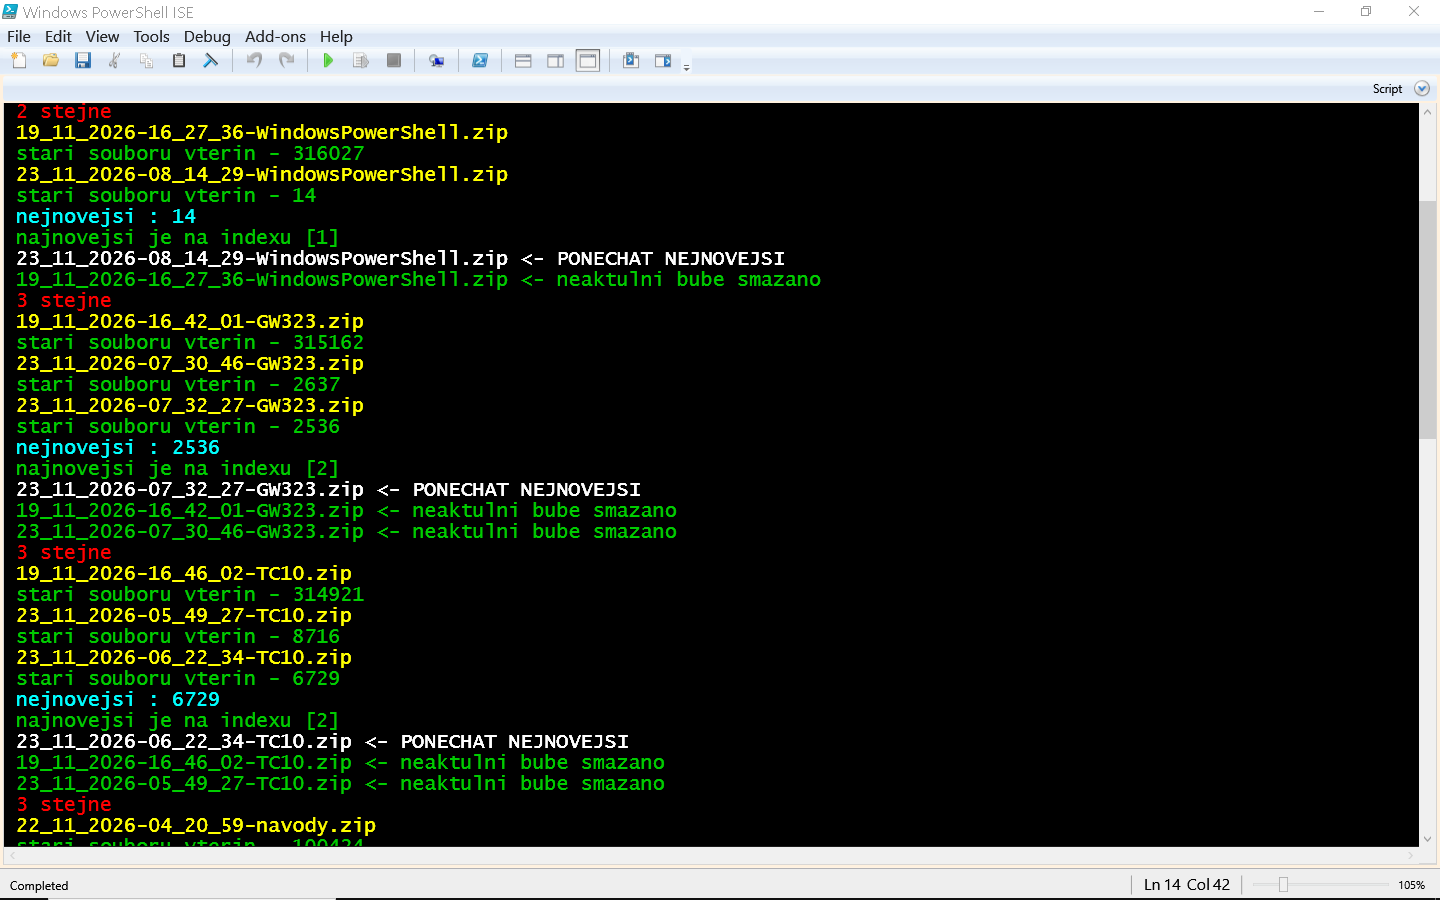 Windows PowerShell ISE
File Edit View Tools Debug Add-ons Help
Script
2 stejne
19_11_2026-16_27_36-WindowsPowerShell.zip
stari souboru vterin - 316027
23_11_2026-08_14_29-WindowsPowerShell.zip
stari souboru vterin - 14
nejnovejsi : 14
najnovejsi je na indexu [1]
23_11_2026-08_14_29-WindowsPowerShell.zip <- PONECHAT NEJNOVEJSI
19_11_2026-16_27_36-WindowsPowerShell.zip <- neaktulni bube smazano
3 stejne
19_11_2026-16_42_01-GW323.zip
stari souboru vterin - 315162
23_11_2026-07_30_46-GW323.zip
stari souboru vterin - 2637
23_11_2026-07_32_27-GW323.zip
stari souboru vterin - 2536
nejnovejsi : 2536
najnovejsi je na indexu [2]
23_11_2026-07_32_27-GW323.zip <- PONECHAT NEJNOVEJSI
19_11_2026-16_42_01-GW323.zip <- neaktulni bube smazano
23_11_2026-07_30_46-GW323.zip <- neaktulni bube smazano
3 stejne
19_11_2026-16_46_02-TC10.zip
stari souboru vterin - 314921
23_11_2026-05_49_27-TC10.zip
stari souboru vterin - 8716
23_11_2026-06_22_34-TC10.zip
stari souboru vterin - 6729
nejnovejsi : 6729
najnovejsi je na indexu [2]
23_11_2026-06_22_34-TC10.zip <- PONECHAT NEJNOVEJSI
19_11_2026-16_46_02-TC10.zip <- neaktulni bube smazano
23_11_2026-05_49_27-TC10.zip <- neaktulni bube smazano
3 stejne
22_11_2026-04_20_59-navody.zip
stari souboru vterin - 100424
Completed
Ln 14 Col 42
105%